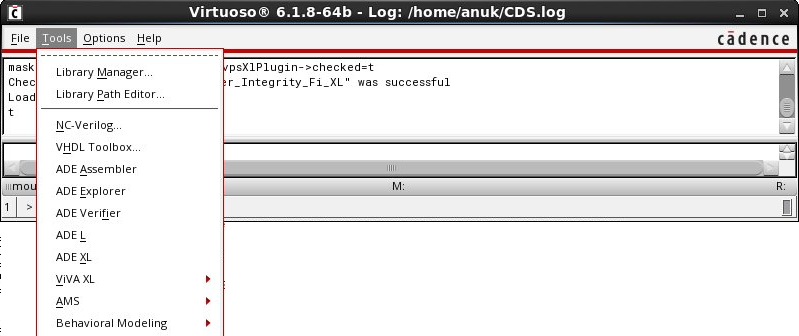 Virtuoso® 6.1.8-64b - Log: /home/anuk/CDS.log
File Tools Options Help
cādence
mask vpsXlPlugin->checked=t
Chec er_Integrity_Fi_XL" was successful
Load
t
mou M: R:
1 >
Library Manager...
Library Path Editor...
NC-Verilog...
VHDL Toolbox...
ADE Assembler
ADE Explorer
ADE Verifier
ADE L
ADE XL
ViVA XL
AMS
Behavioral Modeling